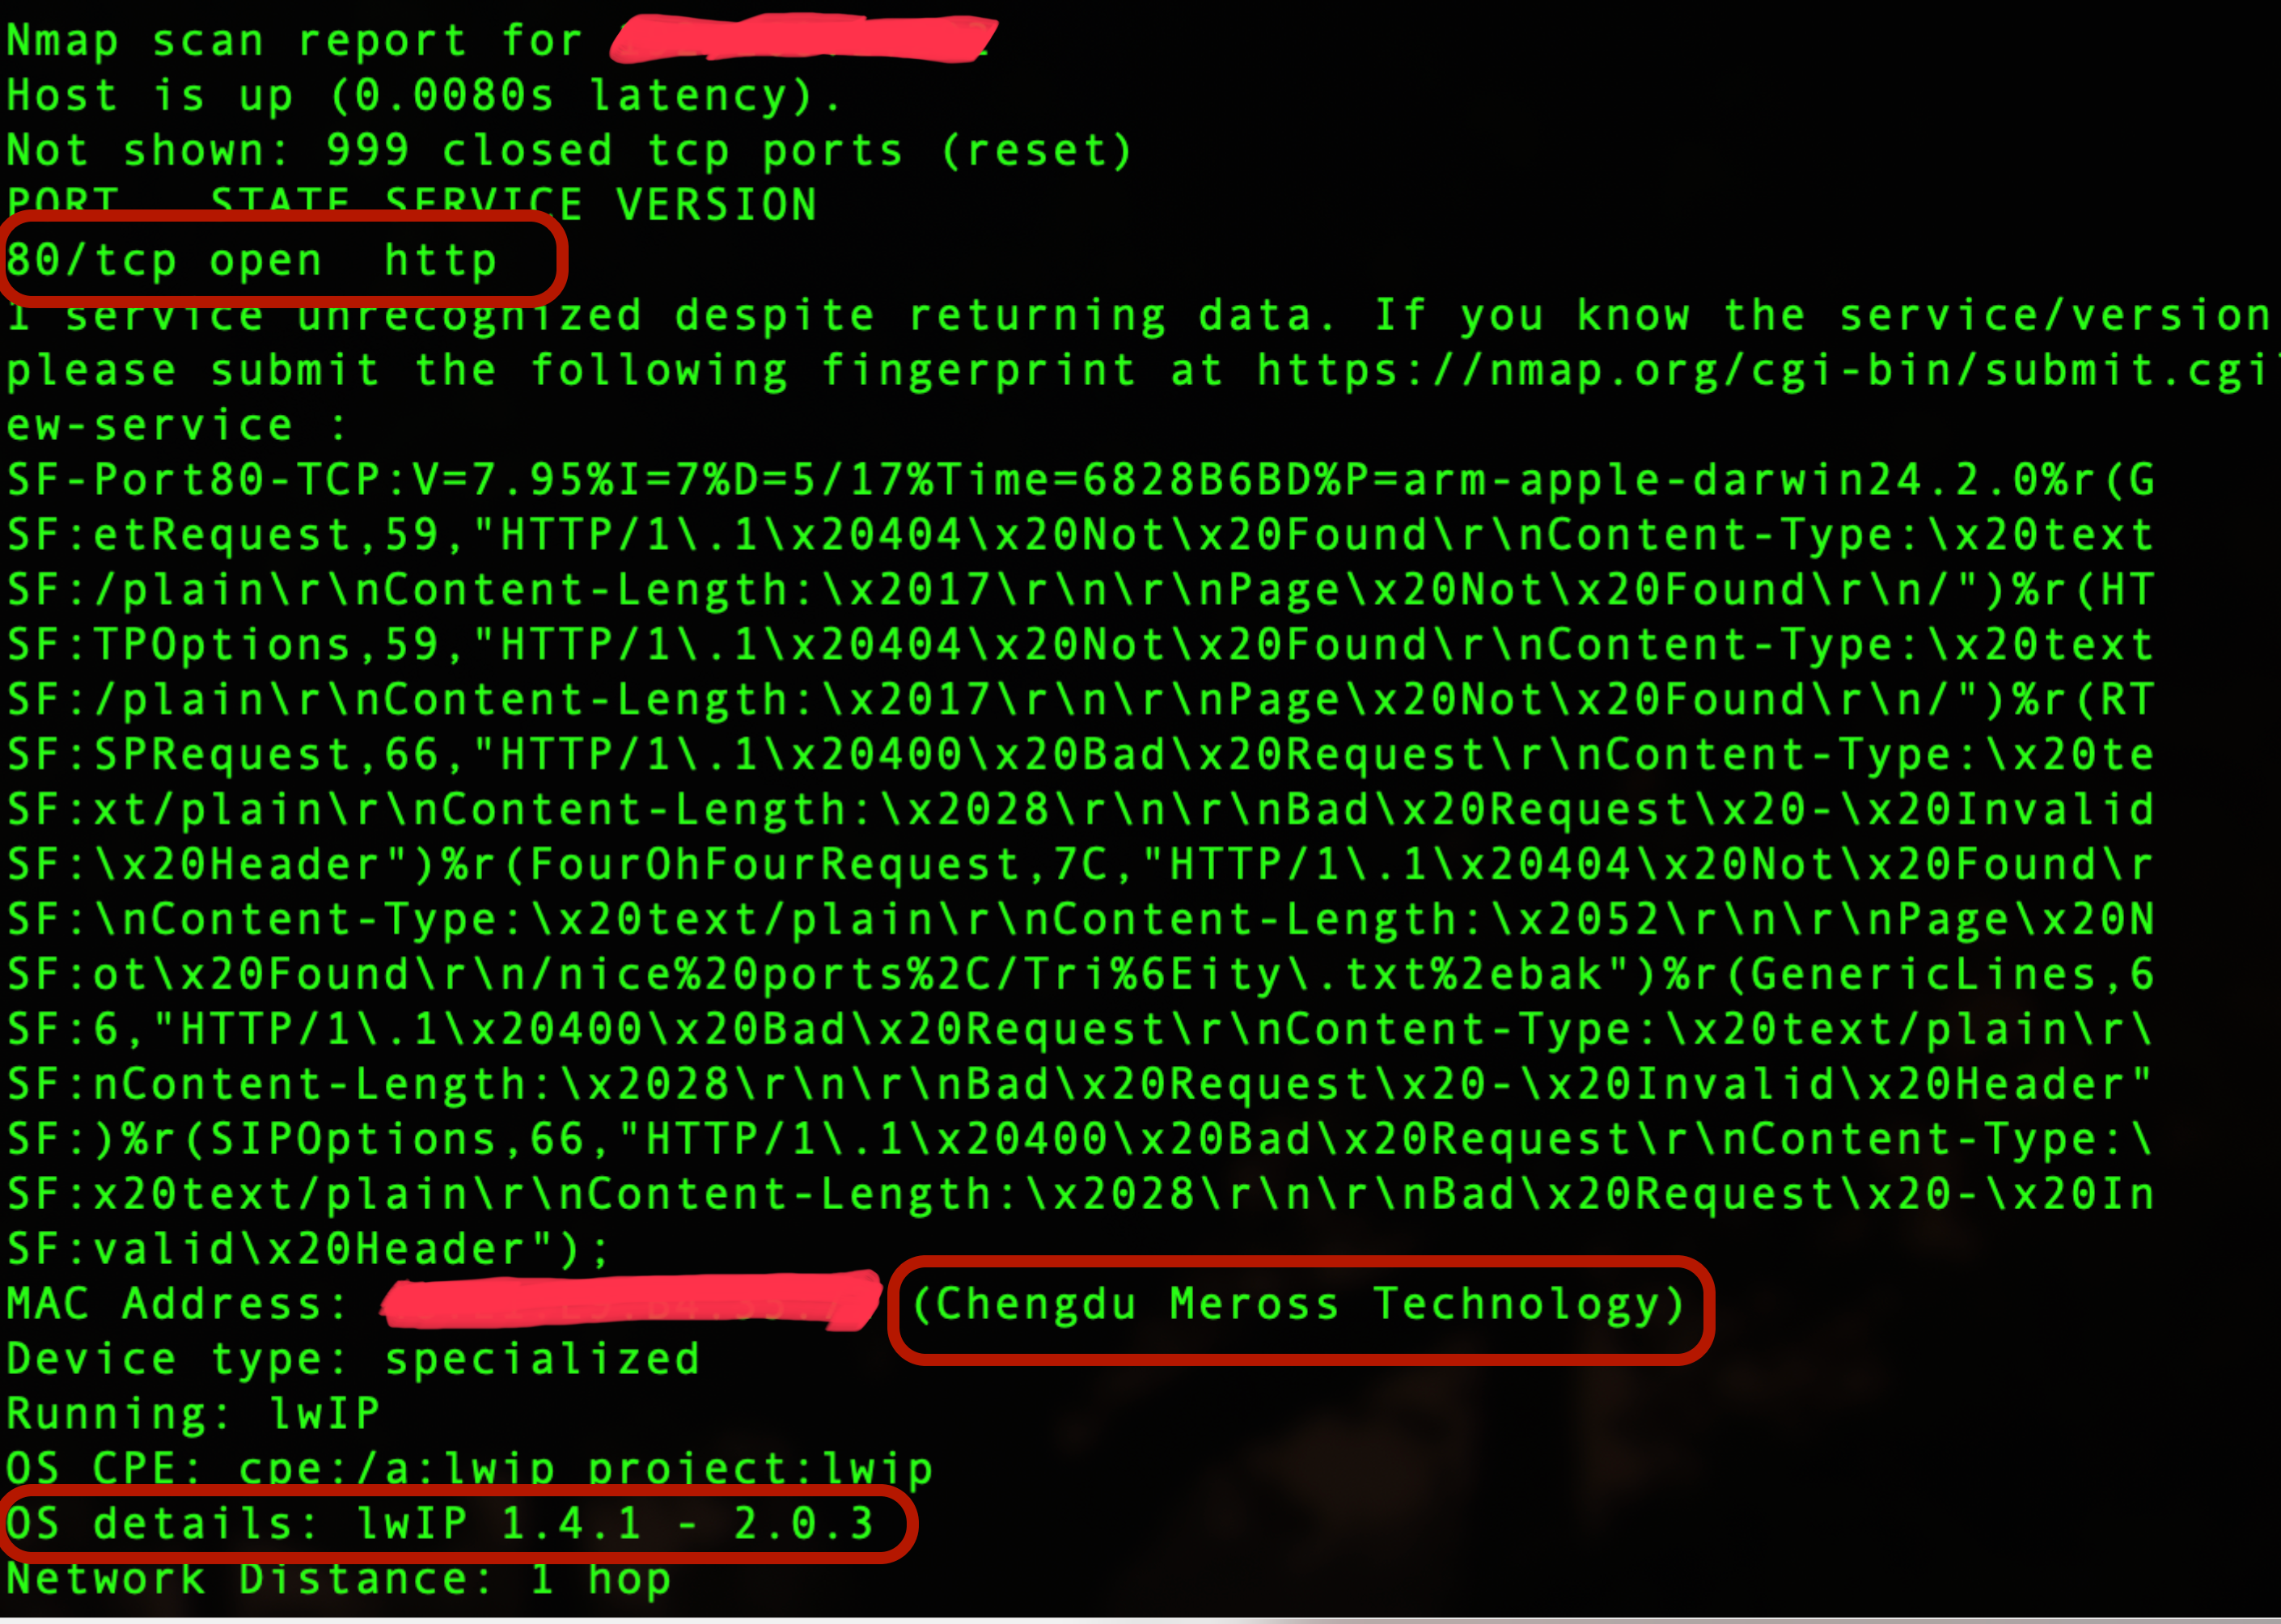 Nmap scan report for
Host is up (0.0080s latency).
Not shown: 999 closed tcp ports (reset)
PORT   STATE SERVICE VERSION
80/tcp open  http
1 service unrecognized despite returning data. If you know the service/version
please submit the following fingerprint at https://nmap.org/cgi-bin/submit.cgi
ew-service :
SF-Port80-TCP:V=7.95%I=7%D=5/17%Time=6828B6BD%P=arm-apple-darwin24.2.0%r(G
SF:etRequest,59,"HTTP/1\.1\x20404\x20Not\x20Found\r\nContent-Type:\x20text
SF:/plain\r\nContent-Length:\x2017\r\n\r\nPage\x20Not\x20Found\r\n/")%r(HT
SF:TPOptions,59,"HTTP/1\.1\x20404\x20Not\x20Found\r\nContent-Type:\x20text
SF:/plain\r\nContent-Length:\x2017\r\n\r\nPage\x20Not\x20Found\r\n/")%r(RT
SF:SPRequest,66,"HTTP/1\.1\x20400\x20Bad\x20Request\r\nContent-Type:\x20te
SF:xt/plain\r\nContent-Length:\x2028\r\n\r\nBad\x20Request\x20-\x20Invalid
SF:\x20Header")%r(FourOhFourRequest,7C,"HTTP/1\.1\x20404\x20Not\x20Found\r
SF:\nContent-Type:\x20text/plain\r\nContent-Length:\x2052\r\n\r\nPage\x20N
SF:ot\x20Found\r\n/nice%20ports%2C/Tri%6Eity\.txt%2ebak")%r(GenericLines,6
SF:6,"HTTP/1\.1\x20400\x20Bad\x20Request\r\nContent-Type:\x20text/plain\r\
SF:nContent-Length:\x2028\r\n\r\nBad\x20Request\x20-\x20Invalid\x20Header"
SF:)%r(SIPOptions,66,"HTTP/1\.1\x20400\x20Bad\x20Request\r\nContent-Type:\
SF:x20text/plain\r\nContent-Length:\x2028\r\n\r\nBad\x20Request\x20-\x20In
SF:valid\x20Header");
MAC Address: (Chengdu Meross Technology)
Device type: specialized
Running: lwIP
OS CPE: cpe:/a:lwip_project:lwip
OS details: lwIP 1.4.1 - 2.0.3
Network Distance: 1 hop